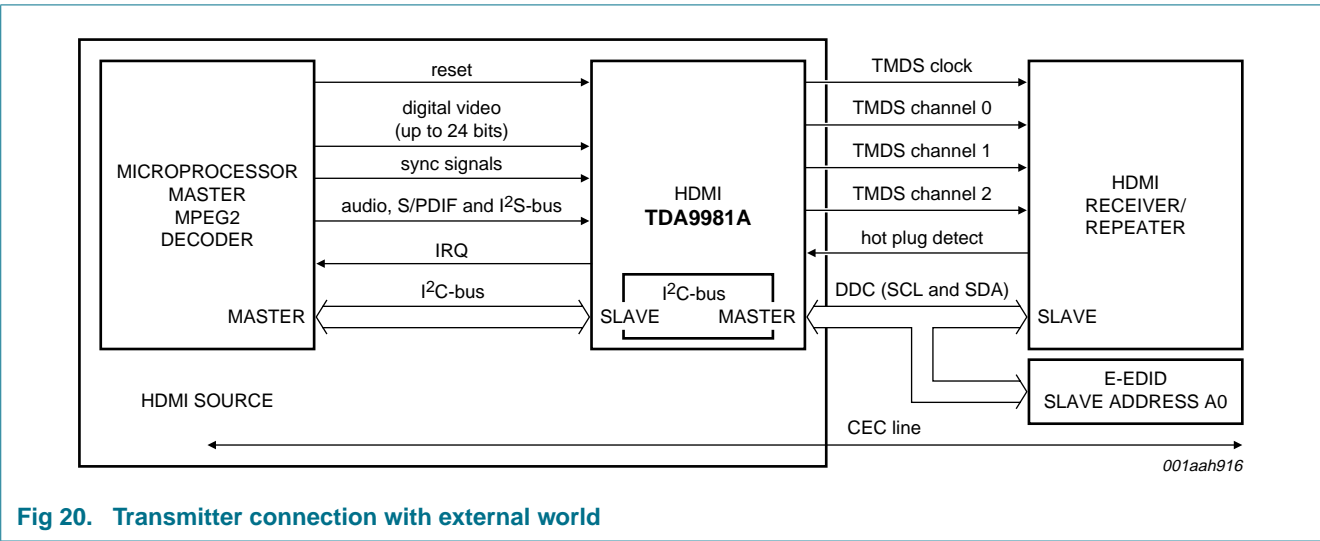 reset
digital video
(up to 24 bits)
sync signals
audio, S/PDIF and I2S-bus
IRQ
I2C-bus
MICROPROCESSOR
MASTER
MPEG2
DECODER
MASTER
HDMI
TDA9981A
I2C-bus
SLAVE MASTER
TMDS clock
TMDS channel 0
TMDS channel 1
TMDS channel 2
hot plug detect
DDC (SCL and SDA)
HDMI
RECEIVER/
REPEATER
SLAVE
E-EDID
SLAVE ADDRESS A0
HDMI SOURCE
CEC line
001aah916
Fig 20. Transmitter connection with external world